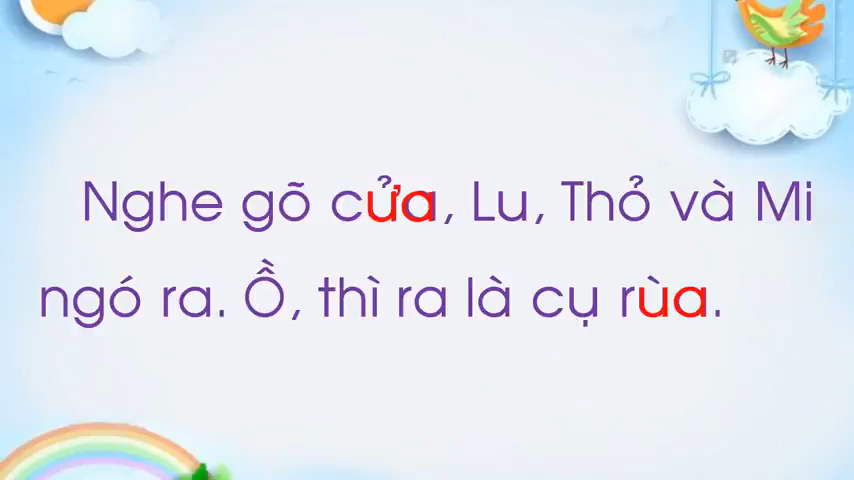 Nghe gõ cửa, Lu, Thỏ và Mi
ngó ra. Ồ, thì ra là cụ rùa.